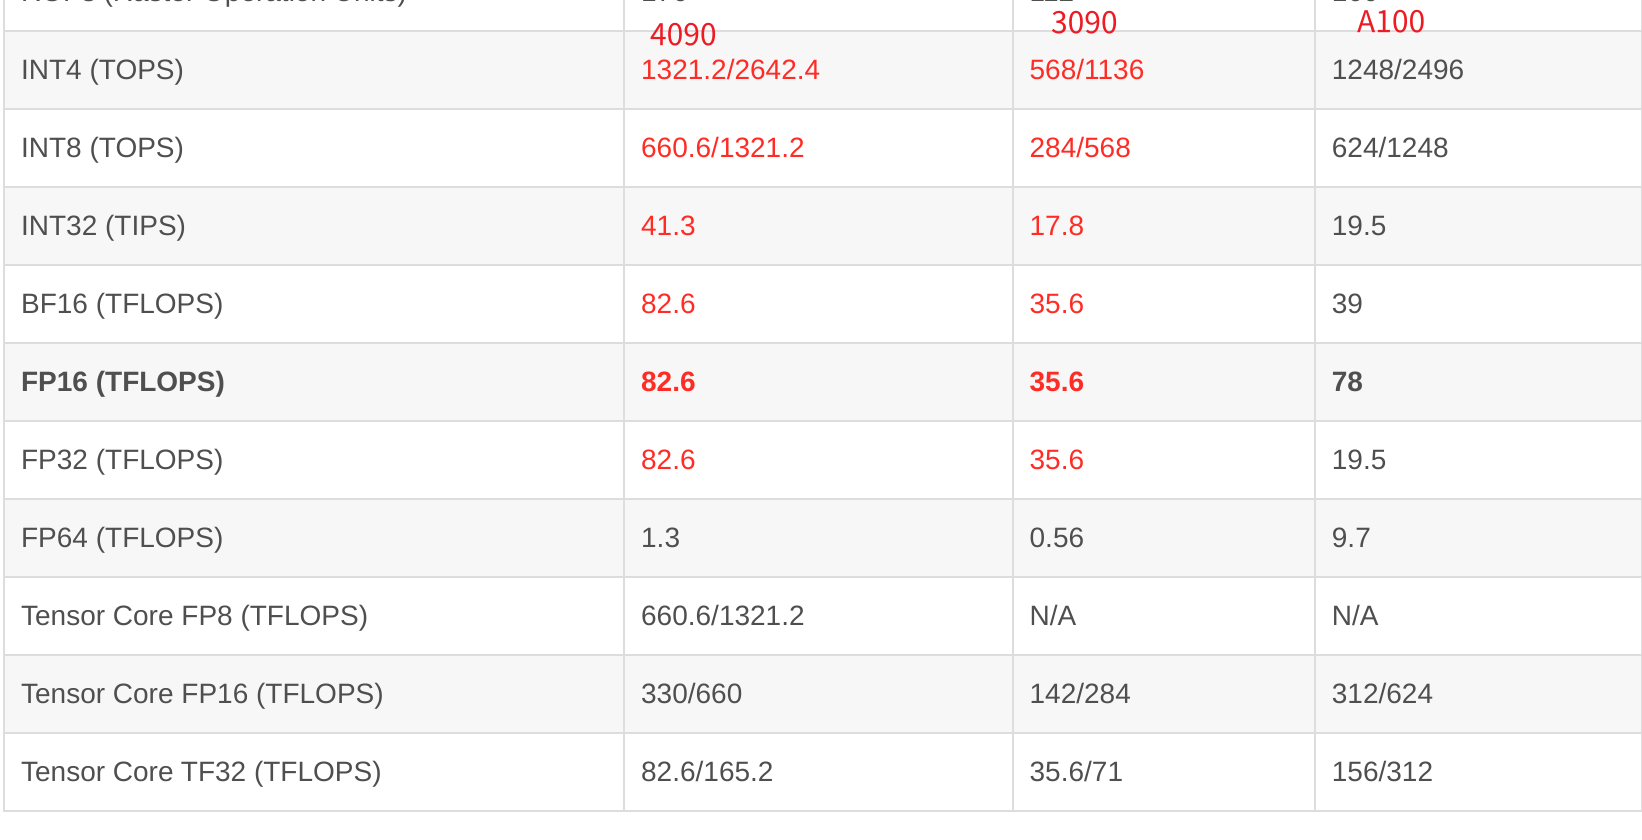 4090 3090 A100
INT4 (TOPS) 1321.2/2642.4 568/1136 1248/2496
INT8 (TOPS) 660.6/1321.2 284/568 624/1248
INT32 (TIPS) 41.3 17.8 19.5
BF16 (TFLOPS) 82.6 35.6 39
FP16 (TFLOPS) 82.6 35.6 78
FP32 (TFLOPS) 82.6 35.6 19.5
FP64 (TFLOPS) 1.3 0.56 9.7
Tensor Core FP8 (TFLOPS) 660.6/1321.2 N/A N/A
Tensor Core FP16 (TFLOPS) 330/660 142/284 312/624
Tensor Core TF32 (TFLOPS) 82.6/165.2 35.6/71 156/312